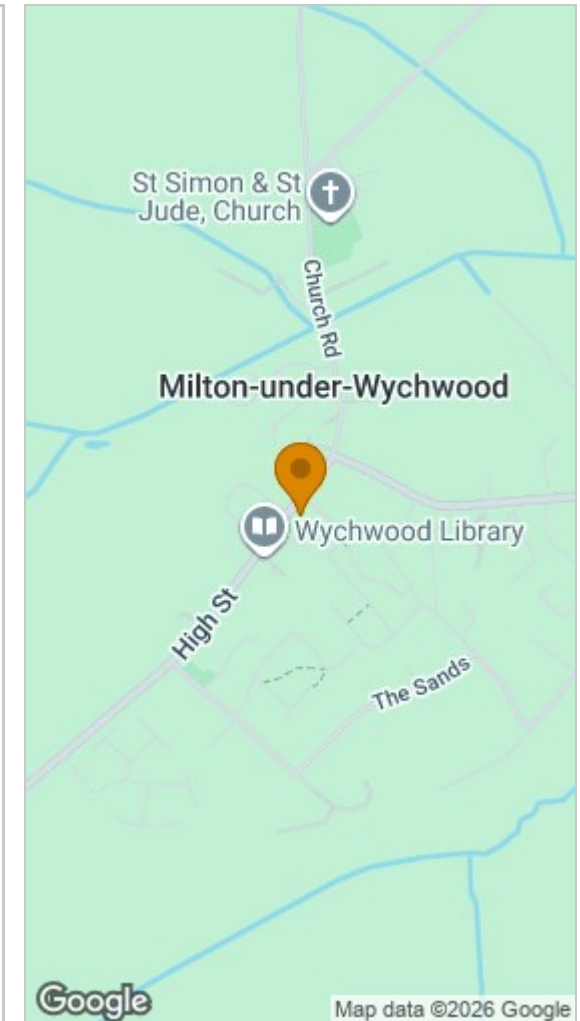 St Simon & St
Jude, Church
Church Rd
Milton-under-Wychwood
Wychwood Library
High St
The Sands
Google
Map data ©2026 Google